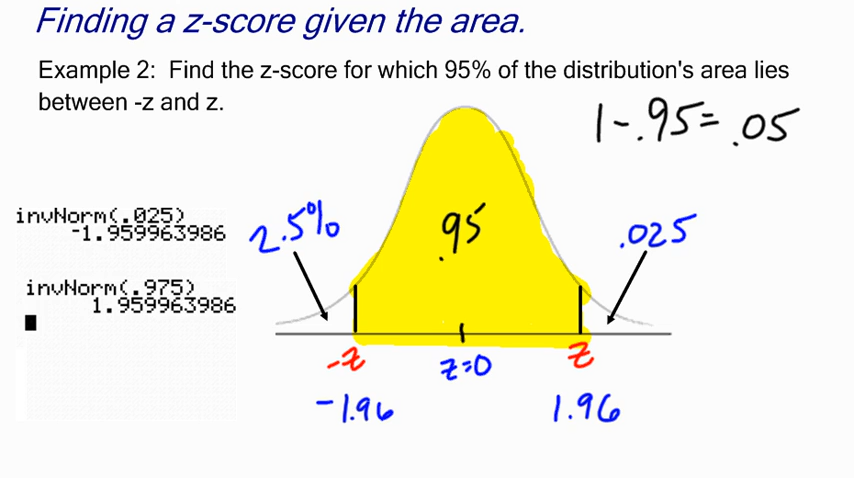 Finding a z-score given the area.
Example 2:  Find the z-score for which 95% of the distribution's area lies
between -z and z.
1-.95= .05
invNorm(.025)
-1.959963986
2.5%
.95
.025
invNorm(.975)
1.959963986
-z
z=0
z
-1.96
1.96